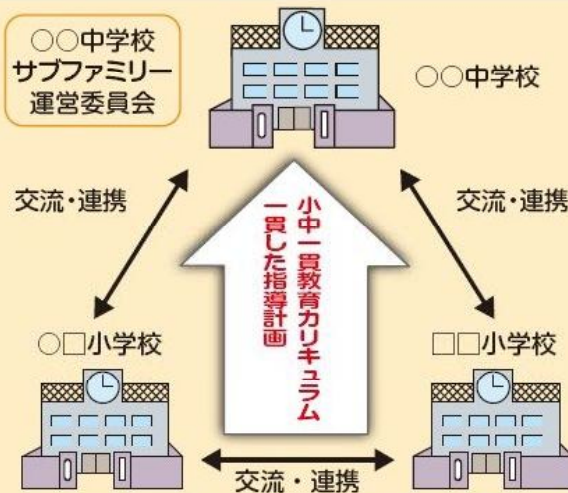 ○○中学校
サブファミリー
運営委員会
○○中学校
交流・連携
交流・連携
小中一貫教育カリキュラム
一貫した指導計画
○□小学校
□□小学校
交流・連携